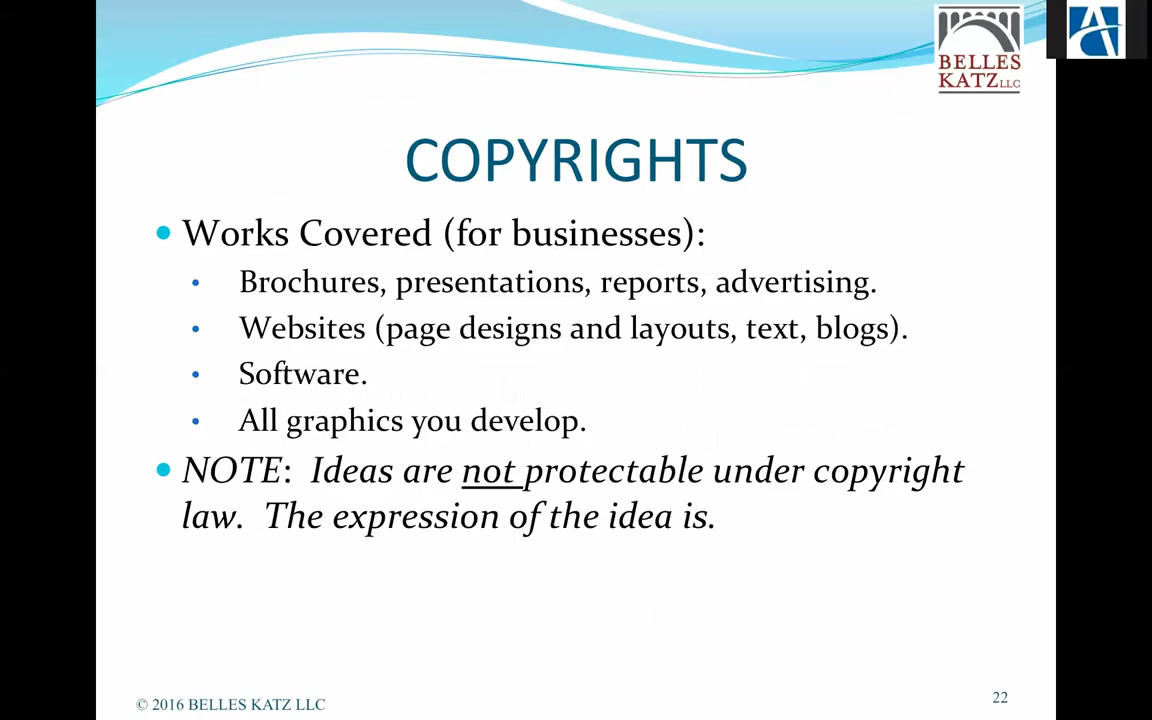 BELLES
KATZ LLC
COPYRIGHTS
• Works Covered (for businesses):
• Brochures, presentations, reports, advertising.
• Websites (page designs and layouts, text, blogs).
• Software.
• All graphics you develop.
• NOTE: Ideas are not protectable under copyright
law. The expression of the idea is.
© 2016 BELLES KATZ LLC
22